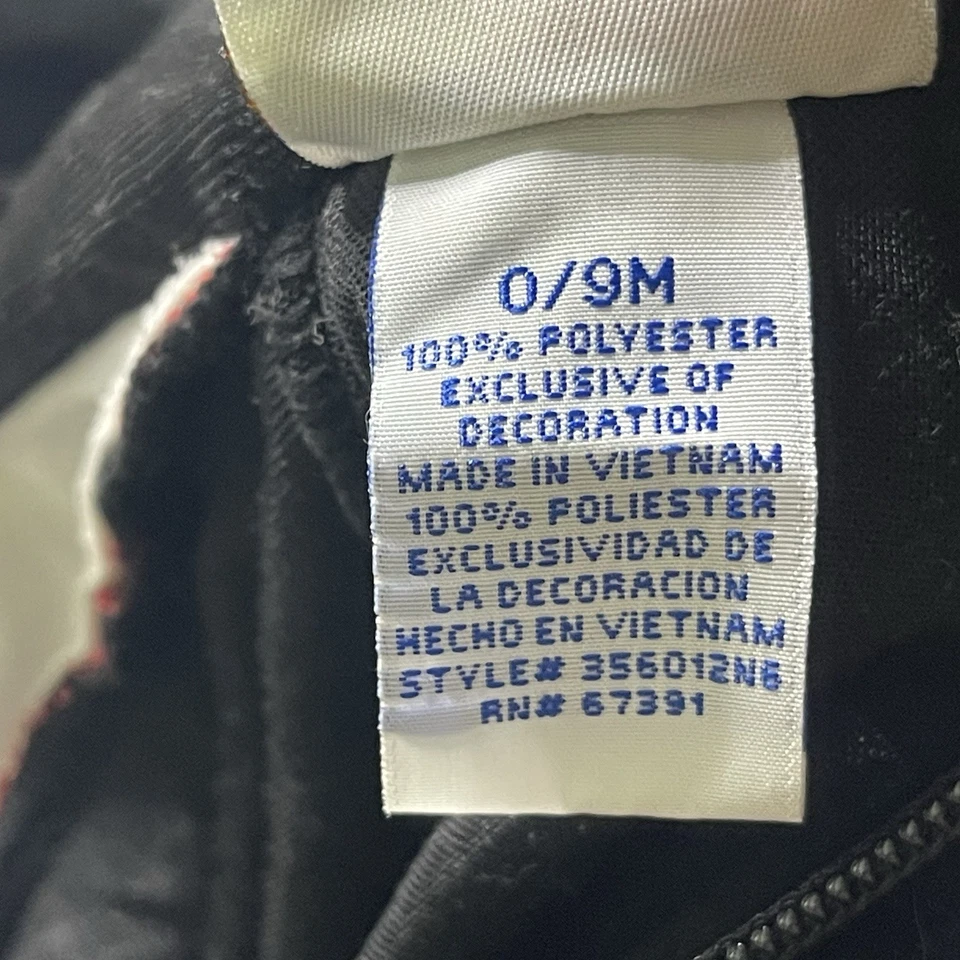 0/9M
100% POLYESTER
EXCLUSIVE OF
DECORATION
MADE IN VIETNAM
100% POLIESTER
EXCLUSIVIDAD DE
LA DECORACION
HECHO EN VIETNAM
STYLE# 356012NB
RN# 67391